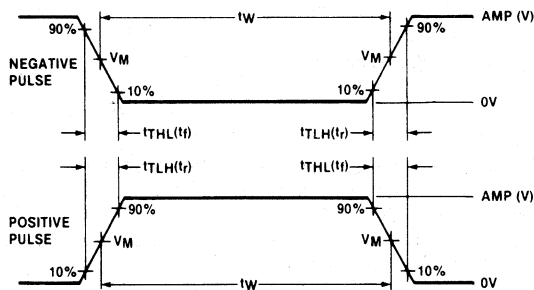 tW
AMP (V)
90%
90%
NEGATIVE
PULSE
VM
VM
10%
10%
0V
tTHL(tf)
tTLH(tr)
tTLH(tr)
tTHL(tf)
AMP (V)
90%
90%
POSITIVE
PULSE
VM
VM
10%
10%
tW
0V